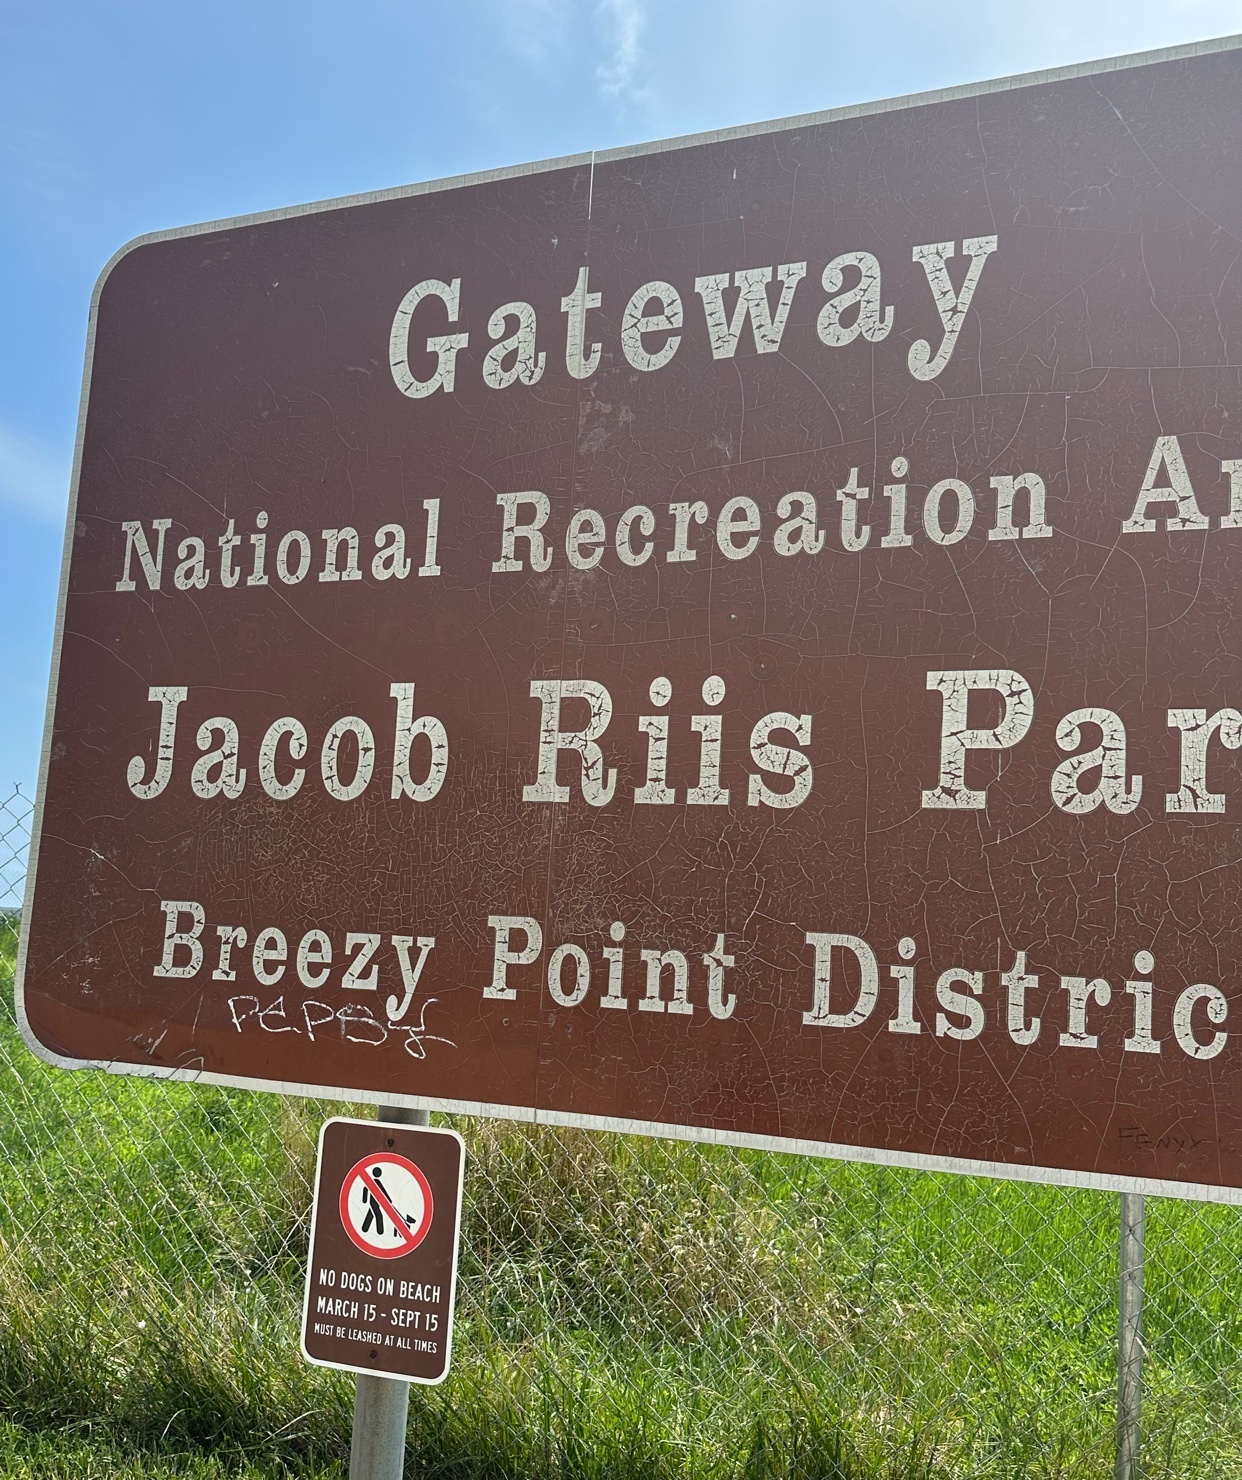 Gateway
National Recreation Ar
Jacob Riis Par
Breezy Point Distric
FENYX
NO DOGS ON BEACH
MARCH 15 - SEPT 15
MUST BE LEASHED AT ALL TIMES